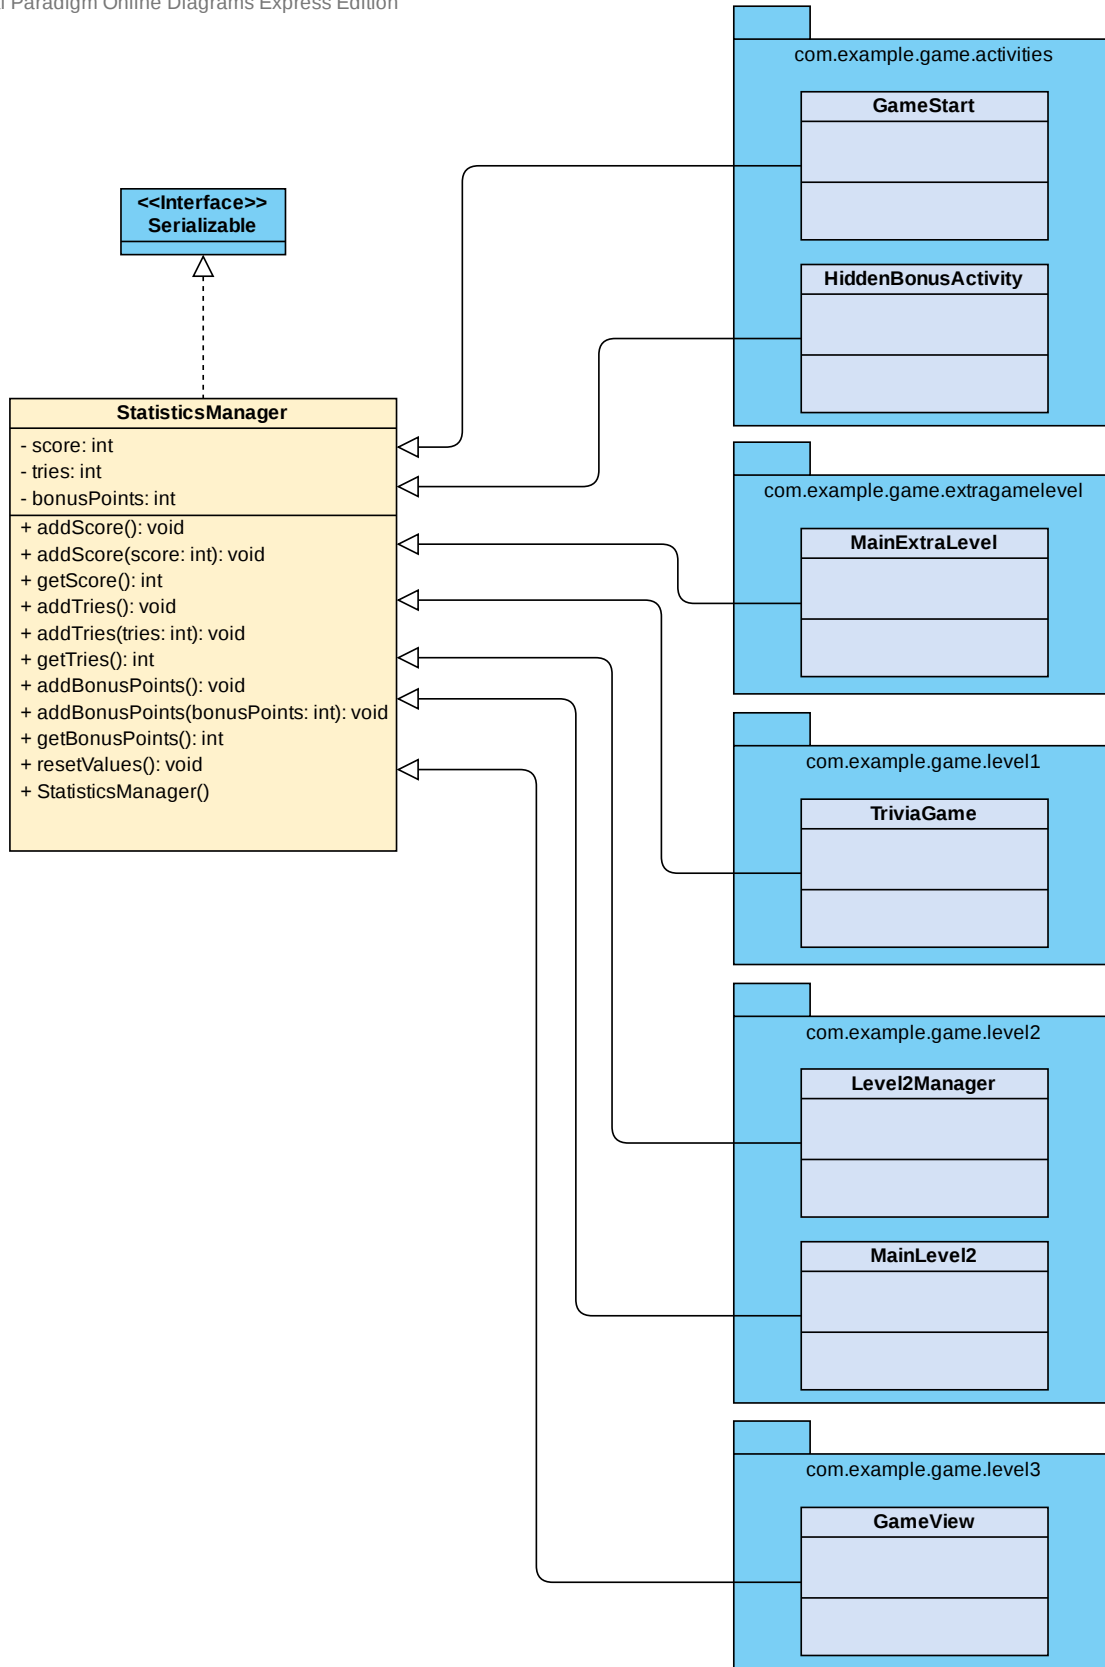 Paradigm Online Diagrams Express Edition
com.example.game.activities
GameStart
HiddenBonusActivity
<<Interface>>
Serializable
StatisticsManager
- score: int
- tries: int
- bonusPoints: int
+ addScore(): void
+ addScore(score: int): void
+ getScore(): int
+ addTries(): void
+ addTries(tries: int): void
+ getTries(): int
+ addBonusPoints(): void
+ addBonusPoints(bonusPoints: int): void
+ getBonusPoints(): int
+ resetValues(): void
+ StatisticsManager()
com.example.game.extragamelevel
MainExtraLevel
com.example.game.level1
TriviaGame
com.example.game.level2
Level2Manager
MainLevel2
com.example.game.level3
GameView